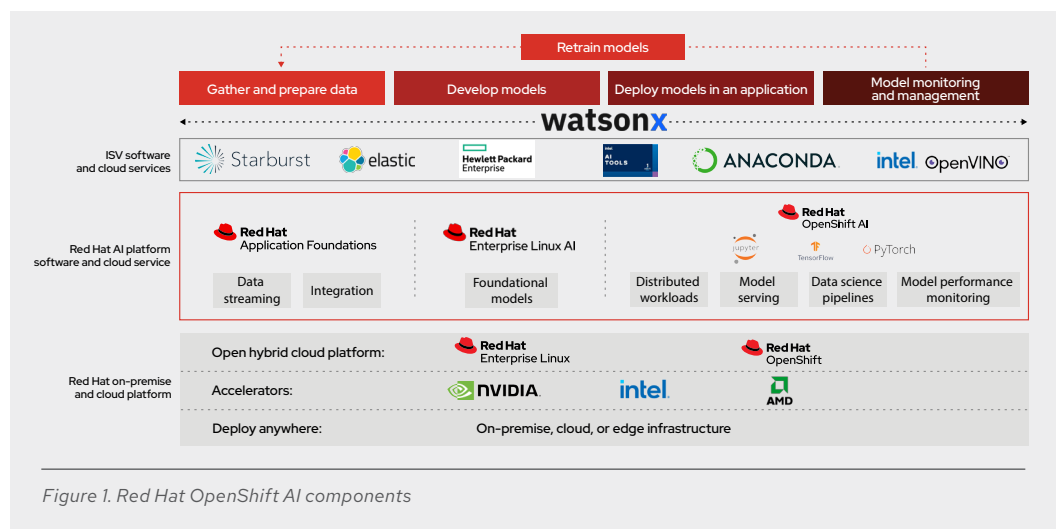 Retrain models
Gather and prepare data
Develop models
Deploy models in an application
Model monitoring
and management
watsonx
ISV software
and cloud services
Starburst
elastic
Hewlett Packard
Enterprise
intel
AI
TOOLS
ANACONDA
intel OpenVINO
Red Hat AI platform
software and cloud service
Red Hat
Application Foundations
Data
streaming
Integration
Red Hat
Enterprise Linux AI
Foundational
models
Red Hat
OpenShift AI
jupyter
TensorFlow
PyTorch
Distributed
workloads
Model
serving
Data science
pipelines
Model performance
monitoring
Red Hat on-premise
and cloud platform
Open hybrid cloud platform:
Red Hat
Enterprise Linux
Red Hat
OpenShift
Accelerators:
NVIDIA
intel
AMD
Deploy anywhere:
On-premise, cloud, or edge infrastructure
Figure 1. Red Hat OpenShift AI components